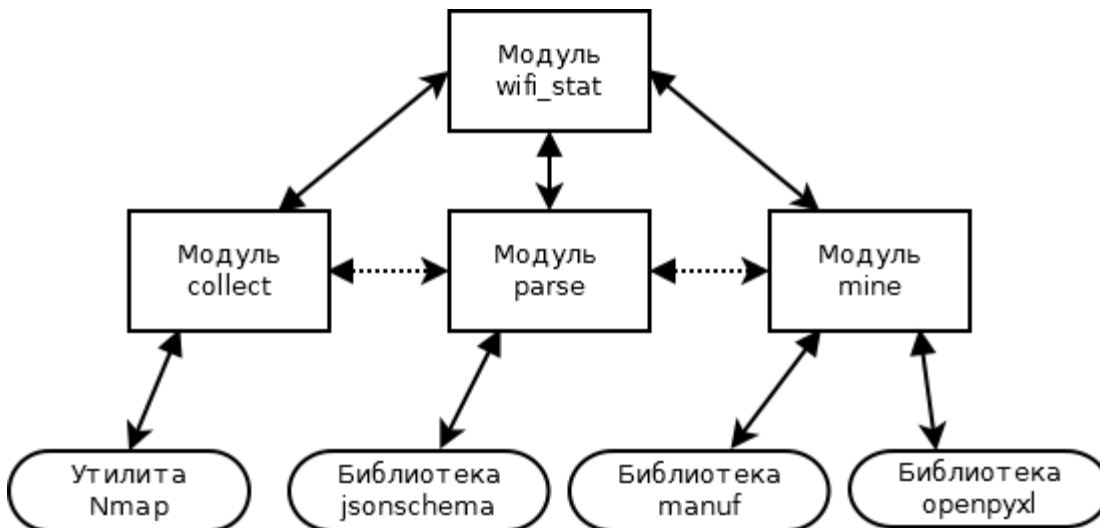 Модуль
wifi_stat
Модуль
collect
Модуль
parse
Модуль
mine
Утилита
Nmap
Библиотека
jsonschema
Библиотека
manuf
Библиотека
openpyxl